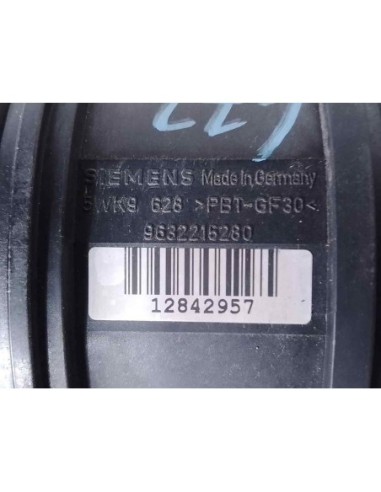 SIEMENS Made In Germany
5WK9 628 >PBT-GF30<
9632215280
12842957